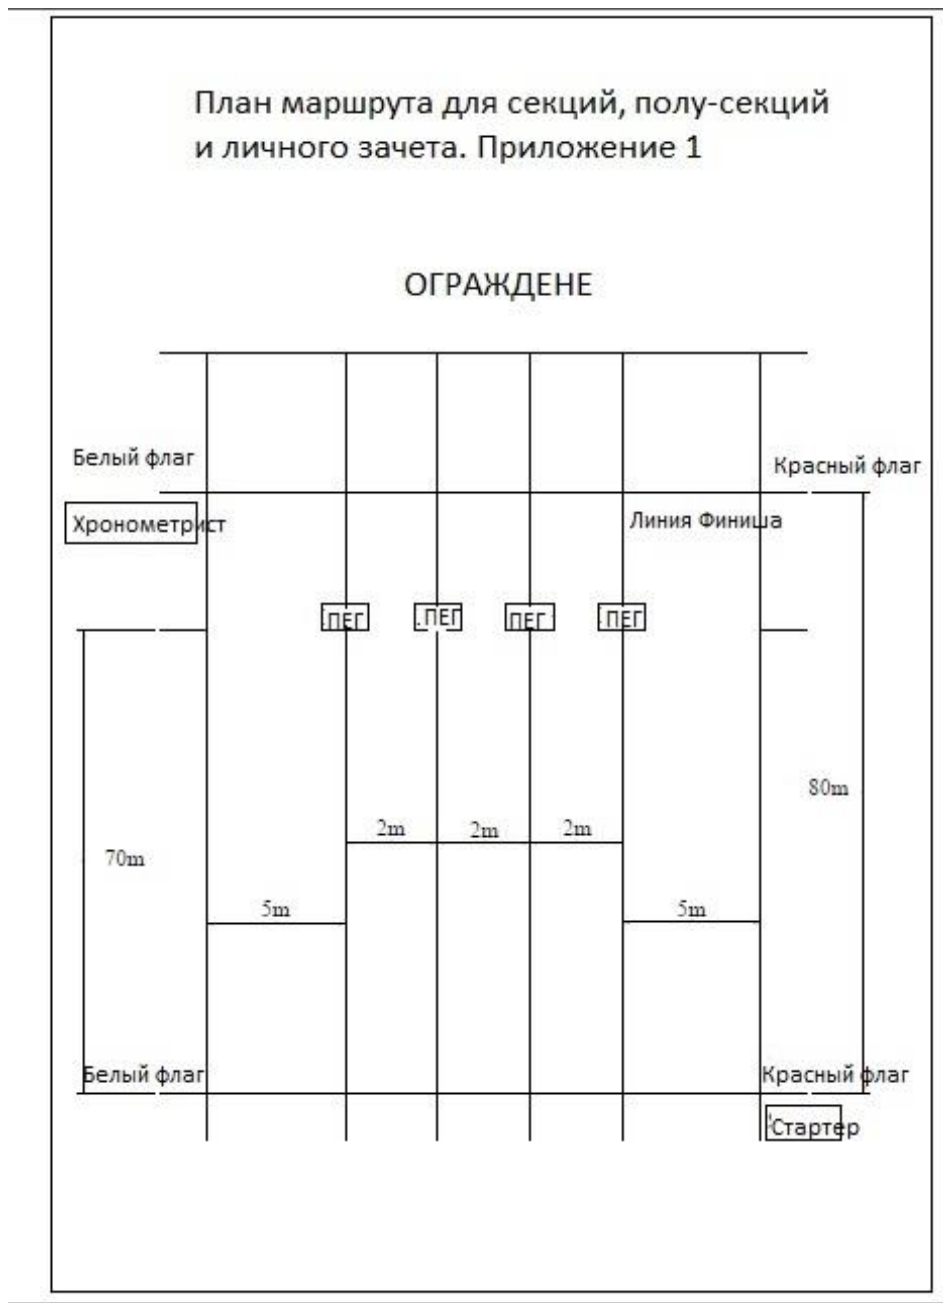 План маршрута для секций, полу-секций
и личного зачета. Приложение 1
ОГРАЖДЕНЕ
Белый флаг
Красный флаг
Хронометрист
Линия Финиша
ПЕГ
ПЕГ
ПЕГ
ПЕГ
80m
2m
2m
2m
70m
5m
5m
Белый флаг
Красный флаг
Стартер